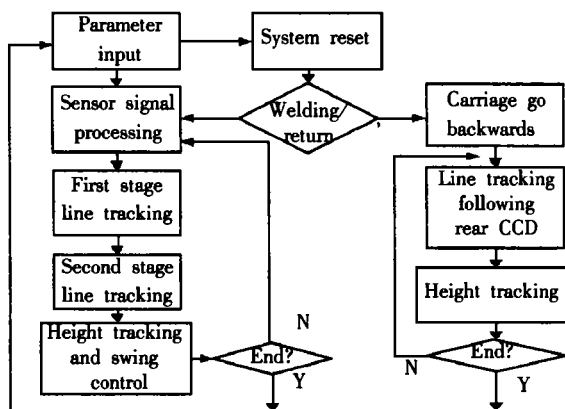 Parameter
input
System reset
Sensor signal
processing
Welding/
return
Carriage go
backwards
First stage
line tracking
Line tracking
following
rear CCD
Second stage
line tracking
Height tracking
Height tracking
and swing
control
End?
N
Y
End?
N
Y